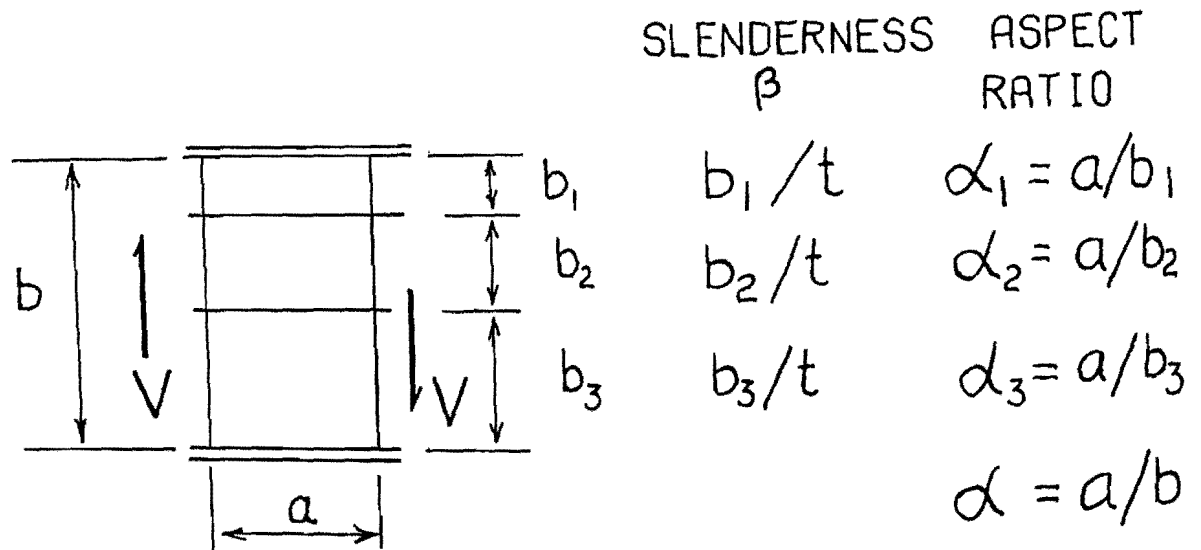 SLENDERNESS ASPECT
β RATIO
b₁ b₁/t α₁ = a/b₁
b₂ b₂/t α₂ = a/b₂
b
b₃ b₃/t α₃ = a/b₃
V V
α = a/b
a